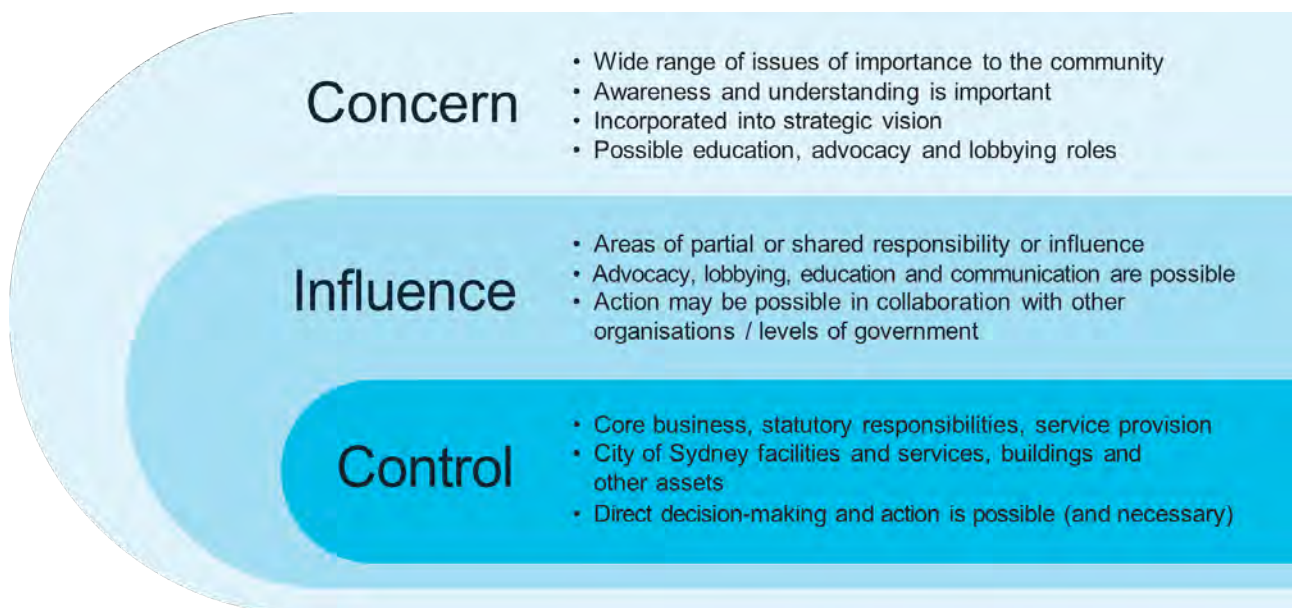 Concern
• Wide range of issues of importance to the community
• Awareness and understanding is important
• Incorporated into strategic vision
• Possible education, advocacy and lobbying roles
Influence
• Areas of partial or shared responsibility or influence
• Advocacy, lobbying, education and communication are possible
• Action may be possible in collaboration with other
organisations / levels of government
Control
• Core business, statutory responsibilities, service provision
• City of Sydney facilities and services, buildings and
other assets
• Direct decision-making and action is possible (and necessary)